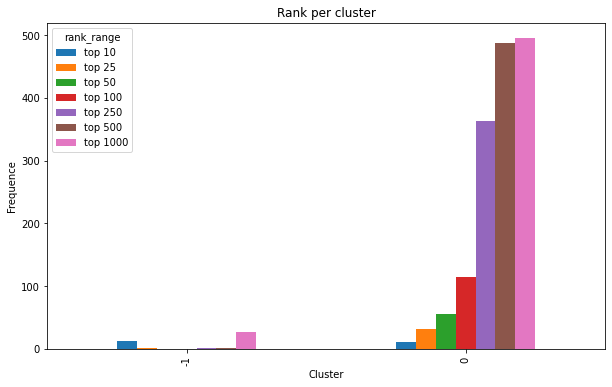 Rank per cluster
rank_range
top 10
top 25
top 50
top 100
top 250
top 500
top 1000
500
400
300
200
100
0
Frequence
-1
0
Cluster